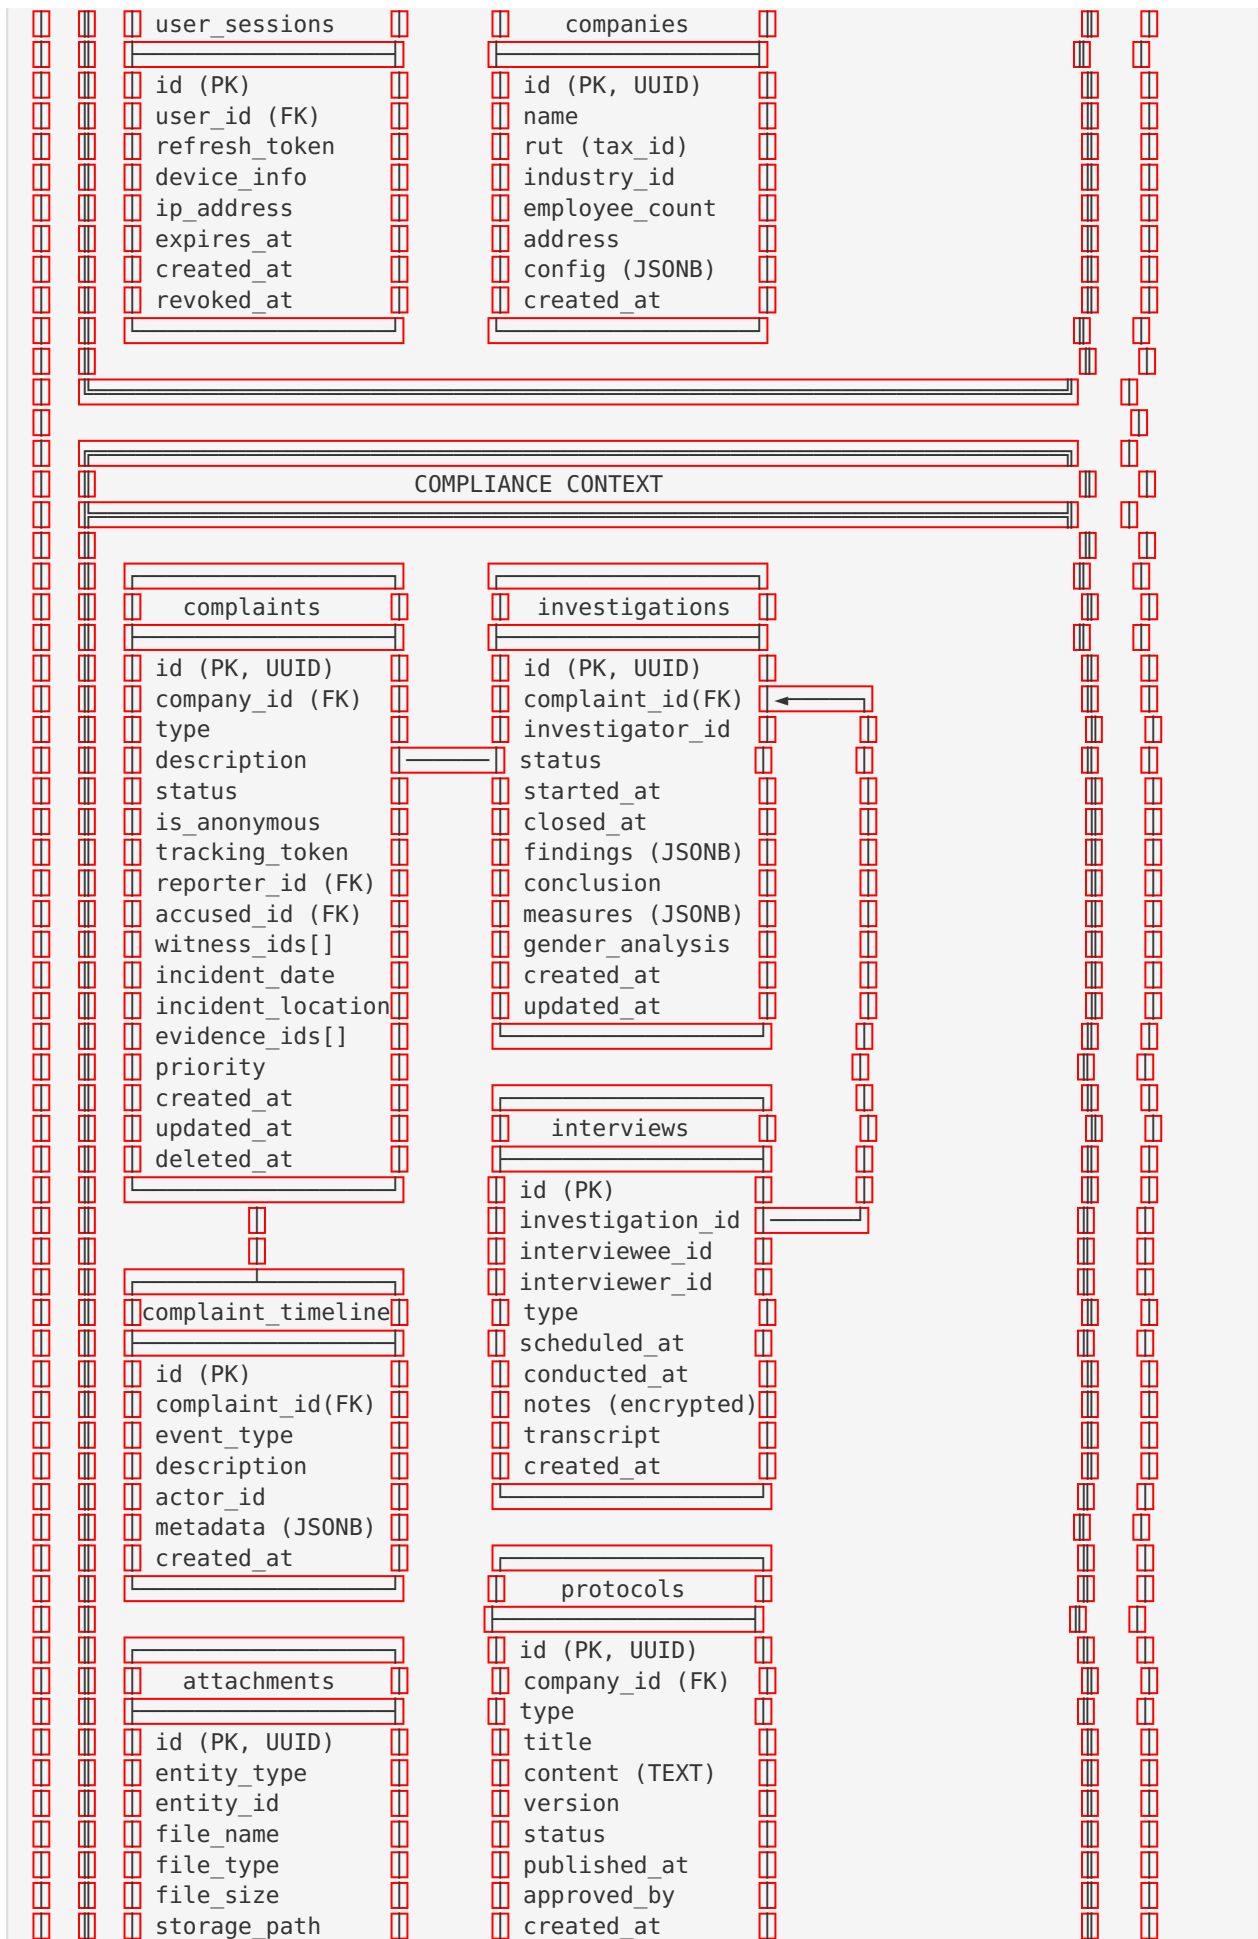 user_sessions companies
id (PK) id (PK, UUID)
user_id (FK) name
refresh_token rut (tax_id)
device_info industry_id
ip_address employee_count
expires_at address
created_at config (JSONB)
revoked_at created_at
COMPLIANCE CONTEXT
complaints investigations
id (PK, UUID) id (PK, UUID)
company_id (FK) complaint_id(FK)
type investigator_id
description status
status started_at
is_anonymous closed_at
tracking_token findings (JSONB)
reporter_id (FK) conclusion
accused_id (FK) measures (JSONB)
witness_ids[] gender_analysis
incident_date created_at
incident_location updated_at
evidence_ids[]
priority
created_at
updated_at interviews
deleted_at
id (PK)
investigation_id
interviewee_id
interviewer_id
complaint_timeline type
scheduled_at
id (PK) conducted_at
complaint_id(FK) notes (encrypted)
event_type transcript
description created_at
actor_id
metadata (JSONB)
created_at
protocols
id (PK, UUID)
attachments company_id (FK)
type
id (PK, UUID) title
entity_type content (TEXT)
entity_id version
file_name status
file_type published_at
file_size approved_by
storage_path created_at